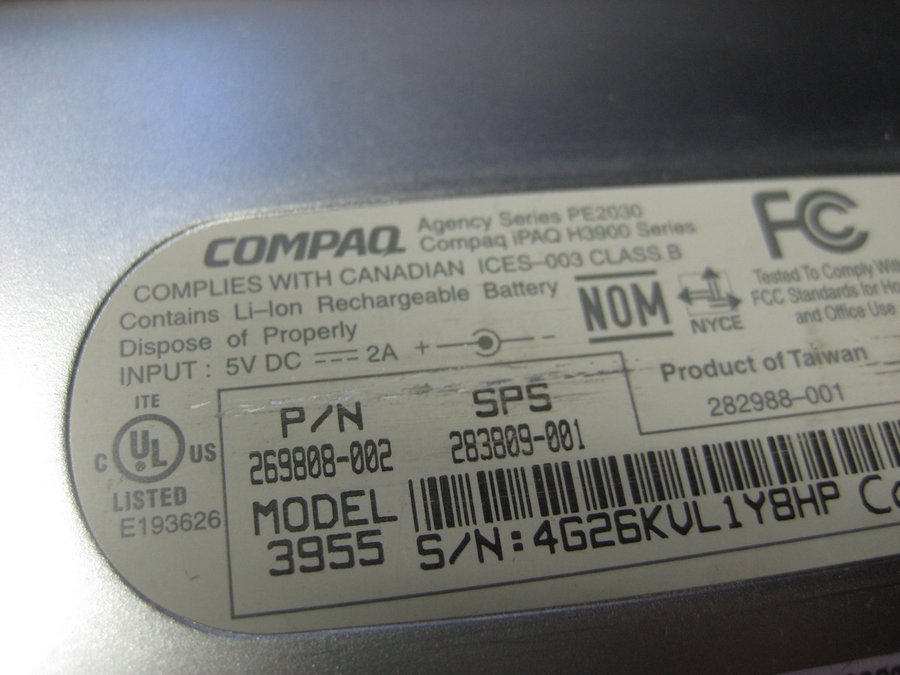 COMPAQ
Agency Series PE2030
Compaq iPAQ H3900 Series
COMPLIES WITH CANADIAN ICES-003 CLASS B
Contains Li-Ion Rechargeable Battery
Dispose of Properly
INPUT : 5V DC 2A + -
NOM
NYCE
FC
Tested To Comply With
FCC Standards for Ho
and Office Use
Product of Taiwan
282988-001
ITE
C UL US
LISTED
E193626
P/N
269808-002
SPS
283809-001
MODEL
3955
S/N:4G26KVL1Y8HP Co